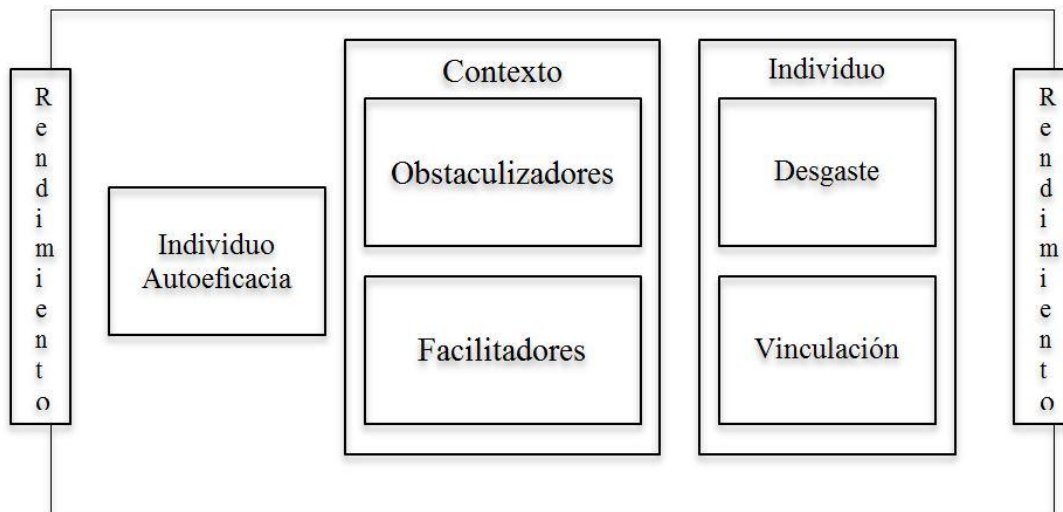 Rendimiento
Individuo
Autoeficacia
Contexto
Obstaculizadores
Facilitadores
Individuo
Desgaste
Vinculación
Rendimiento